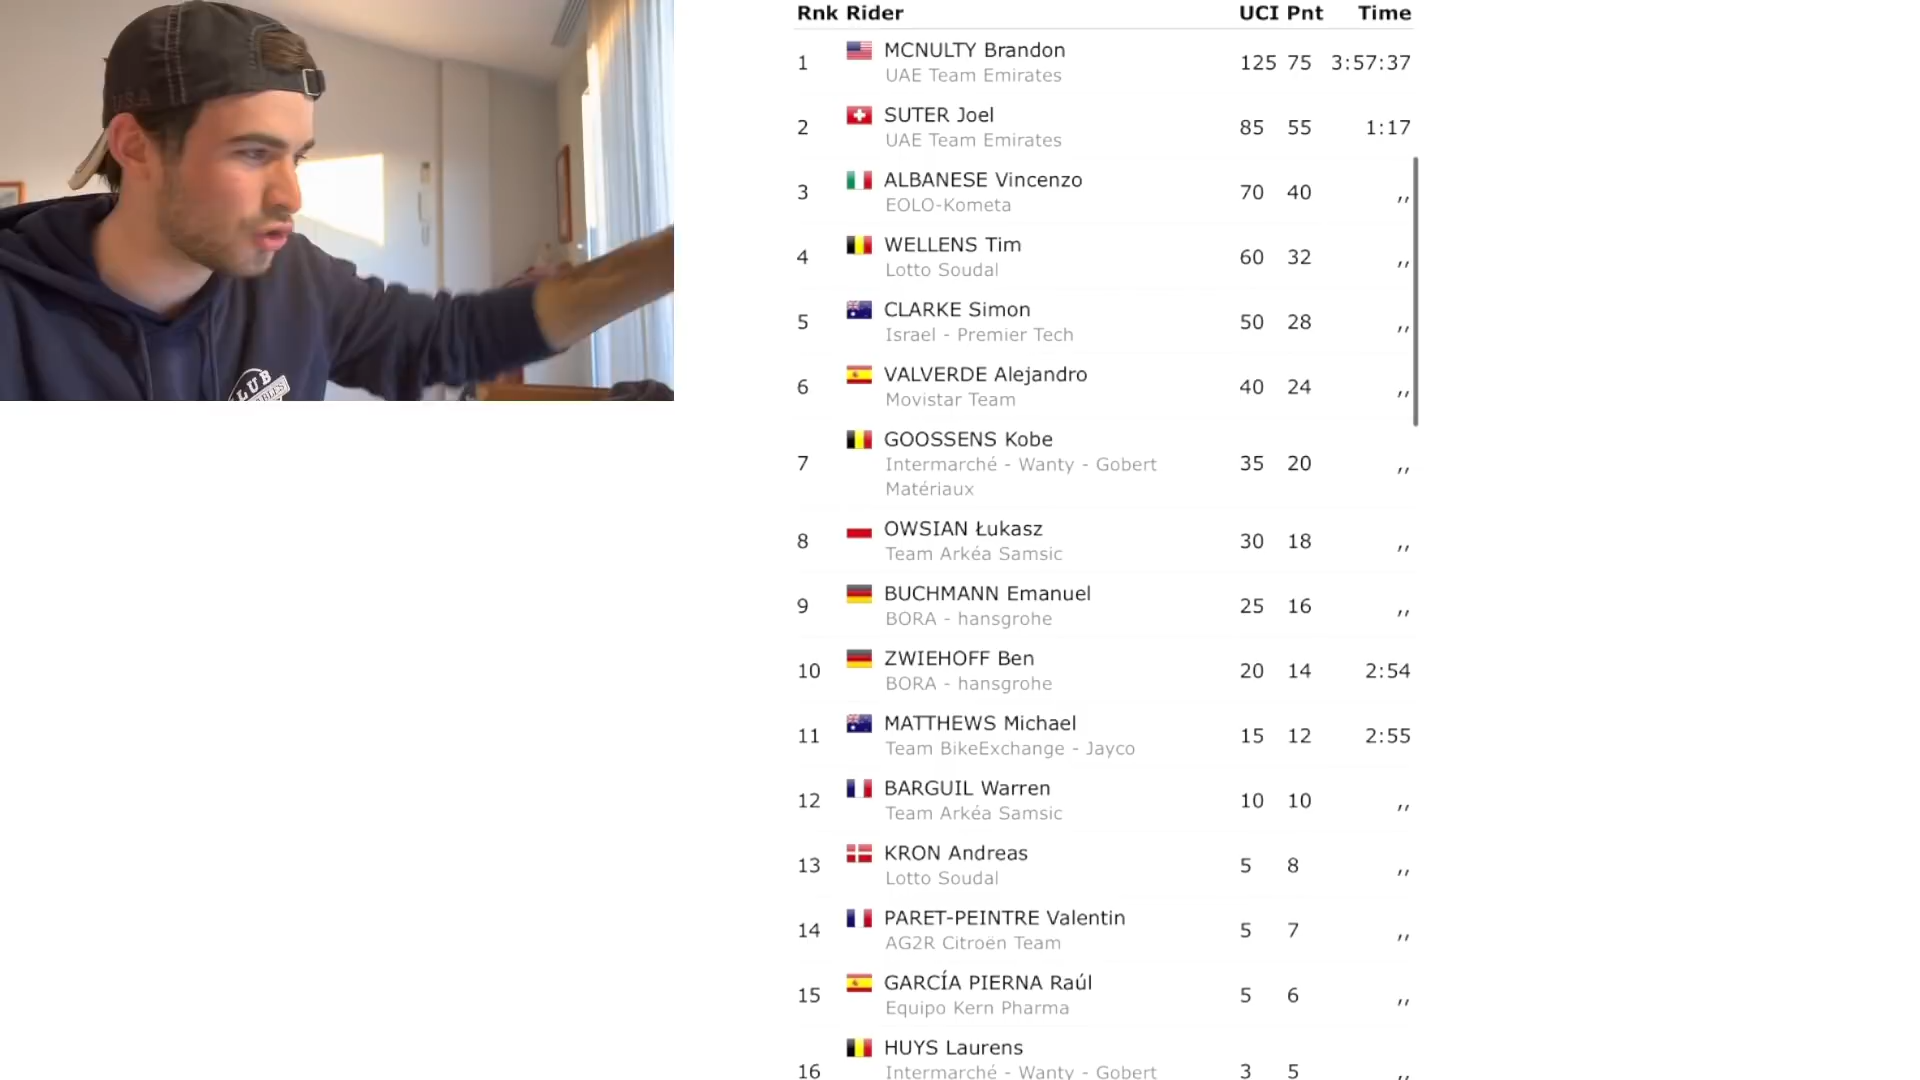 USA
LUB
Rnk Rider UCI Pnt Time
1 MCNULTY Brandon 125 75 3:57:37
UAE Team Emirates
2 SUTER Joel 85 55 1:17
UAE Team Emirates
3 ALBANESE Vincenzo 70 40 ,,
EOLO-Kometa
4 WELLENS Tim 60 32 ,,
Lotto Soudal
5 CLARKE Simon 50 28 ,,
Israel - Premier Tech
6 VALVERDE Alejandro 40 24 ,,
Movistar Team
7 GOOSSENS Kobe 35 20 ,,
Intermarché - Wanty - Gobert
Matériaux
8 OWSIAN Łukasz 30 18 ,,
Team Arkéa Samsic
9 BUCHMANN Emanuel 25 16 ,,
BORA - hansgrohe
10 ZWIEHOFF Ben 20 14 2:54
BORA - hansgrohe
11 MATTHEWS Michael 15 12 2:55
Team BikeExchange - Jayco
12 BARGUIL Warren 10 10 ,,
Team Arkéa Samsic
13 KRON Andreas 5 8 ,,
Lotto Soudal
14 PARET-PEINTRE Valentin 5 7 ,,
AG2R Citroën Team
15 GARCÍA PIERNA Raúl 5 6 ,,
Equipo Kern Pharma
16 HUYS Laurens 3 5 ,,
Intermarché - Wanty - Gobert